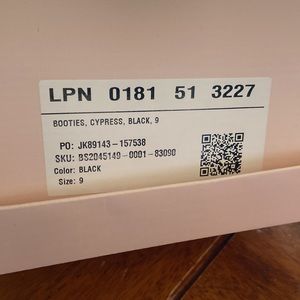 LPN 0181 51 3227
BOOTIES, CYPRESS, BLACK, 9
PO: JK89143-157538
SKU: BS2045149-0001-83090
Color: BLACK
Size: 9